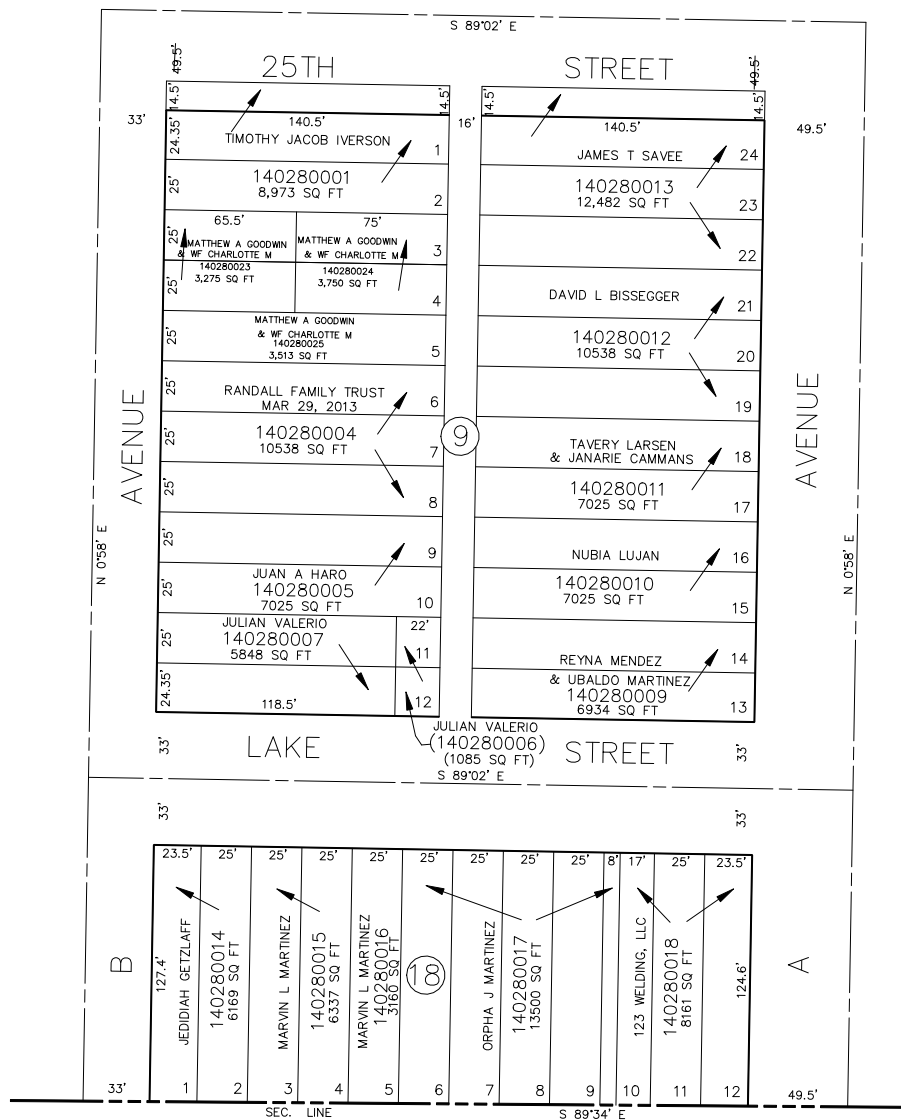 S 89°02' E
49.5'
25TH
STREET
49.5'
14.5'
14.5'
14.5'
14.5'
33'
140.5'
16'
140.5'
49.5'
24.35'
TIMOTHY JACOB IVERSON
1
140280001
8,973 SQ FT
25'
2
65.5'
75'
25'
MATTHEW A GOODWIN
& WF CHARLOTTE M
140280023
3,275 SQ FT
MATTHEW A GOODWIN
& WF CHARLOTTE M
140280024
3,750 SQ FT
3
25'
4
MATTHEW A GOODWIN
& WF CHARLOTTE M
140280025
3,513 SQ FT
25'
5
RANDALL FAMILY TRUST
MAR 29, 2013
25'
6
140280004
10538 SQ FT
25'
7
25'
8
25'
9
JUAN A HARO
140280005
7025 SQ FT
25'
10
JULIAN VALERIO
140280007
5848 SQ FT
22'
25'
11
24.35'
118.5'
12
JAMES T SAVEE
24
140280013
12,482 SQ FT
23
22
DAVID L BISSEGGER
21
140280012
10538 SQ FT
20
19
TAVERY LARSEN
& JANARIE CAMMANS
18
140280011
7025 SQ FT
17
NUBIA LUJAN
16
140280010
7025 SQ FT
15
REYNA MENDEZ
14
& UBALDO MARTINEZ
140280009
6934 SQ FT
13
9
AVENUE
AVENUE
N 0°58' E
N 0°58' E
JULIAN VALERIO
(140280006)
(1085 SQ FT)
33'
LAKE
STREET
33'
S 89°02' E
33'
33'
23.5'
25'
25'
25'
25'
25'
25'
25'
25'
8'
17'
25'
23.5'
B
127.4'
JEDIDIAH GETZLAFF
140280014
6169 SQ FT
MARVIN L MARTINEZ
140280015
6337 SQ FT
MARVIN L MARTINEZ
140280016
3160 SQ FT
18
ORPHA J MARTINEZ
140280017
13500 SQ FT
123 WELDING, LLC
140280018
8161 SQ FT
124.6'
A
33'
1
2
3
4
5
6
7
8
9
10
11
12
49.5'
SEC. LINE
S 89°34' E